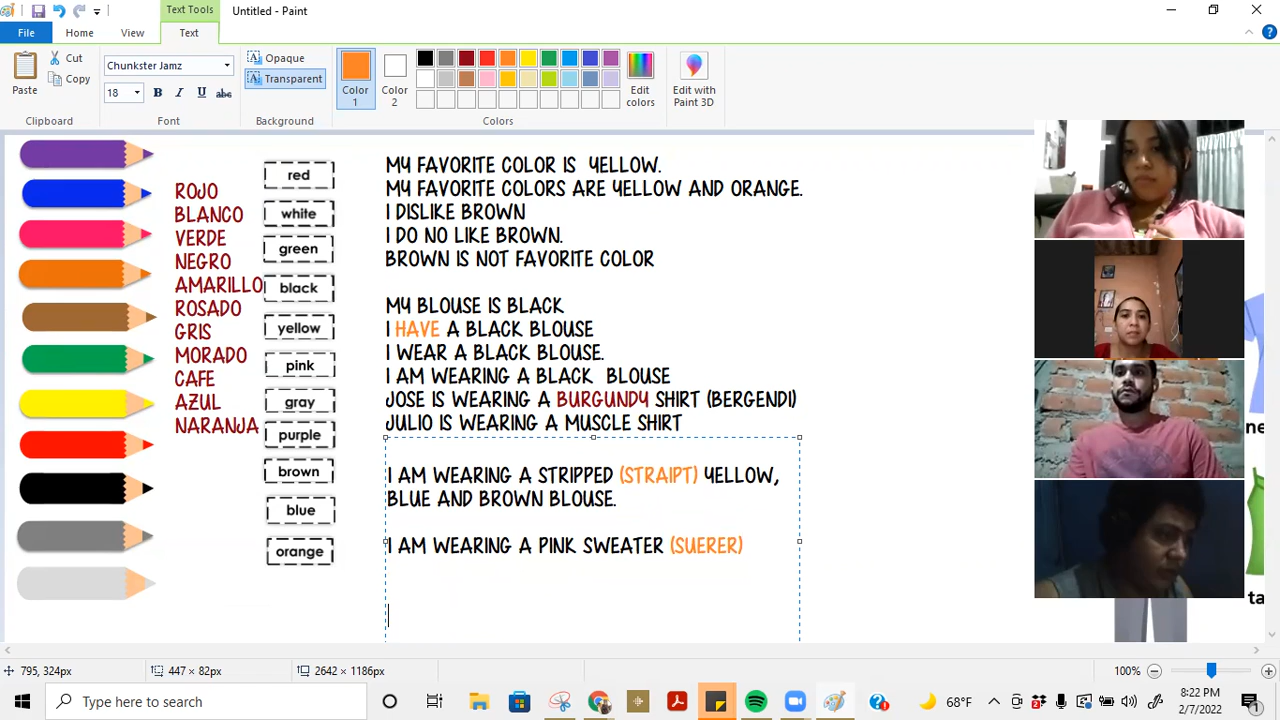 Untitled - Paint
Text Tools
File
Home
View
Text
Paste
Cut
Copy
Clipboard
Chunkster Jamz
18
B
I
U
abc
Font
Opaque
Transparent
Background
Color 1
Color 2
Edit colors
Colors
Edit with Paint 3D
ROJO
BLANCO
VERDE
NEGRO
AMARILLO
ROSADO
GRIS
MORADO
CAFE
AZUL
NARANJA
red
white
green
black
yellow
pink
gray
purple
brown
blue
orange
MY FAVORITE COLOR IS YELLOW.
MY FAVORITE COLORS ARE YELLOW AND ORANGE.
I DISLIKE BROWN
I DO NO LIKE BROWN.
BROWN IS NOT FAVORITE COLOR
MY BLOUSE IS BLACK
I HAVE A BLACK BLOUSE
I WEAR A BLACK BLOUSE.
I AM WEARING A BLACK BLOUSE
JOSE IS WEARING A BURGUNDY SHIRT (BERGENDI)
JULIO IS WEARING A MUSCLE SHIRT
I AM WEARING A STRIPPED (STRAIPT) YELLOW,
BLUE AND BROWN BLOUSE.
I AM WEARING A PINK SWEATER (SUERER)
ne
ta
795, 324px
447 × 82px
2642 × 1186px
100%
Type here to search
68°F
8:22 PM
2/7/2022